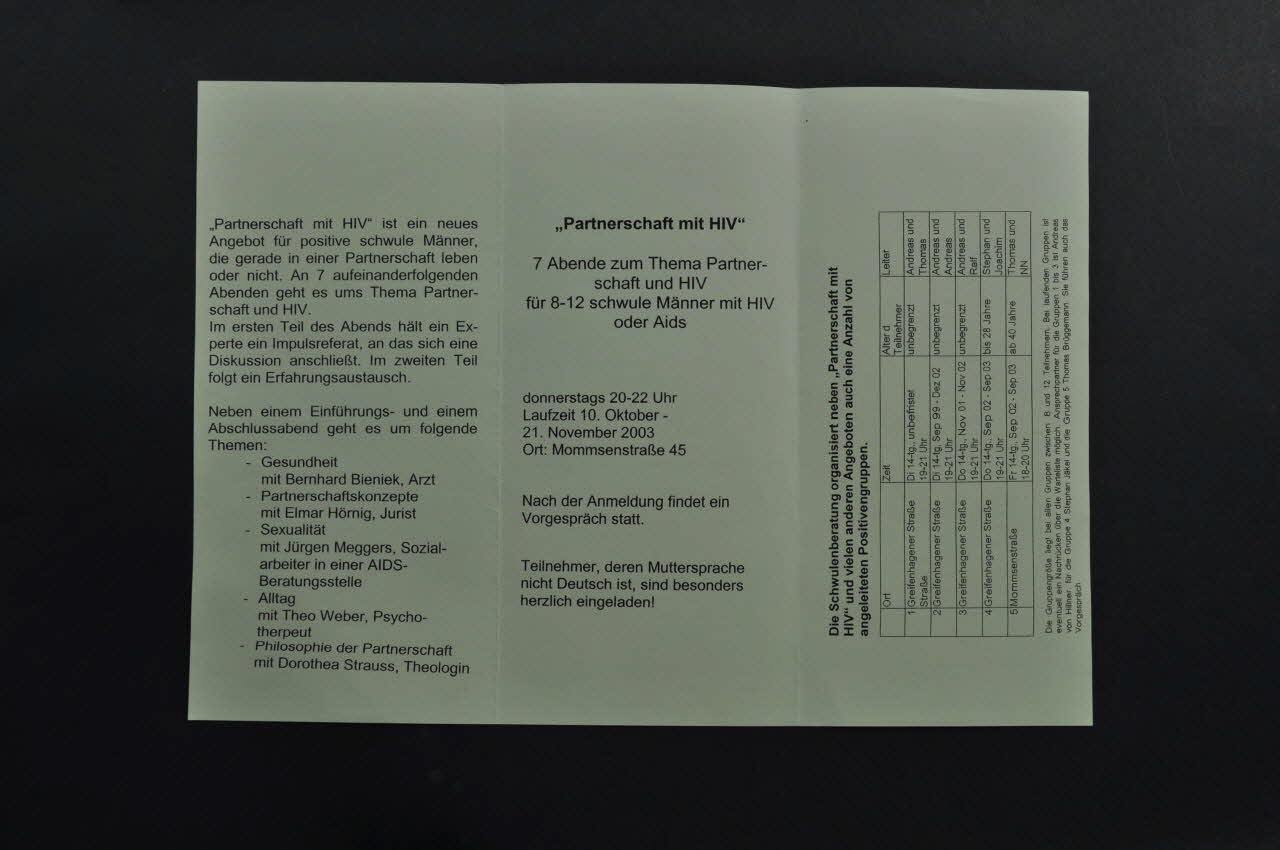 „Partnerschaft mit HIV“ ist ein neues
Angebot für positive schwule Männer,
die gerade in einer Partnerschaft leben
oder nicht. An 7 aufeinanderfolgenden
Abenden geht es ums Thema Partner-
schaft und HIV.
Im ersten Teil des Abends hält ein Ex-
perte ein Impulsreferat, an das sich eine
Diskussion anschließt. Im zweiten Teil
folgt ein Erfahrungsaustausch.
Neben einem Einführungs- und einem
Abschlussabend geht es um folgende
Themen:
- Gesundheit
mit Bernhard Bieniek, Arzt
- Partnerschaftskonzepte
mit Elmar Hörnig, Jurist
- Sexualität
mit Jürgen Meggers, Sozial-
arbeiter in einer AIDS-
Beratungsstelle
- Alltag
mit Theo Weber, Psycho-
therpeut
- Philosophie der Partnerschaft
mit Dorothea Strauss, Theologin
„Partnerschaft mit HIV“
7 Abende zum Thema Partner-
schaft und HIV
für 8-12 schwule Männer mit HIV
oder Aids
donnerstags 20-22 Uhr
Laufzeit 10. Oktober -
21. November 2003
Ort: Mommsenstraße 45
Nach der Anmeldung findet ein
Vorgespräch statt.
Teilnehmer, deren Muttersprache
nicht Deutsch ist, sind besonders
herzlich eingeladen!
Die Schwulenberatung organisiert neben „Partnerschaft mit
HIV“ und vielen anderen Angeboten auch eine Anzahl von
angeleiteten Positivengruppen.
Ort Zeit Alter d. Teilnehmer Leiter
1 Greifenhagener Straße Straße Di 14-tg., unbefristet 19-21 Uhr unbegrenzt Andreas und Thomas
2 Greifenhagener Straße Di 14-tg, Sep 99 - Dez 02 19-21 Uhr unbegrenzt Andreas und Andreas
3 Greifenhagener Straße Do 14-tg., Nov 01 - Nov 02 19-21 Uhr unbegrenzt Andreas und Ralf
4 Greifenhagener Straße Do 14-tg., Sep 02 - Sep 03 19-21 Uhr bis 28 Jahre Stephan und Joachim
5 Mommsenstraße Fr 14-tg, Sep 02 - Sep 03 18-20 Uhr ab 40 Jahre Thomas und NN
Die Gruppengröße liegt bei allen Gruppen zwischen 8 und 12 Teilnehmern. Bei laufenden Gruppen ist
eventuell ein Nachrücken über die Warteliste möglich. Ansprechpartner für die Gruppen 1 bis 3 ist Andreas
von Hillner, für die Gruppe 4 Stephan Jäkel und die Gruppe 5 Thomas Brüggemann. Sie führen auch das
Vorgespräch